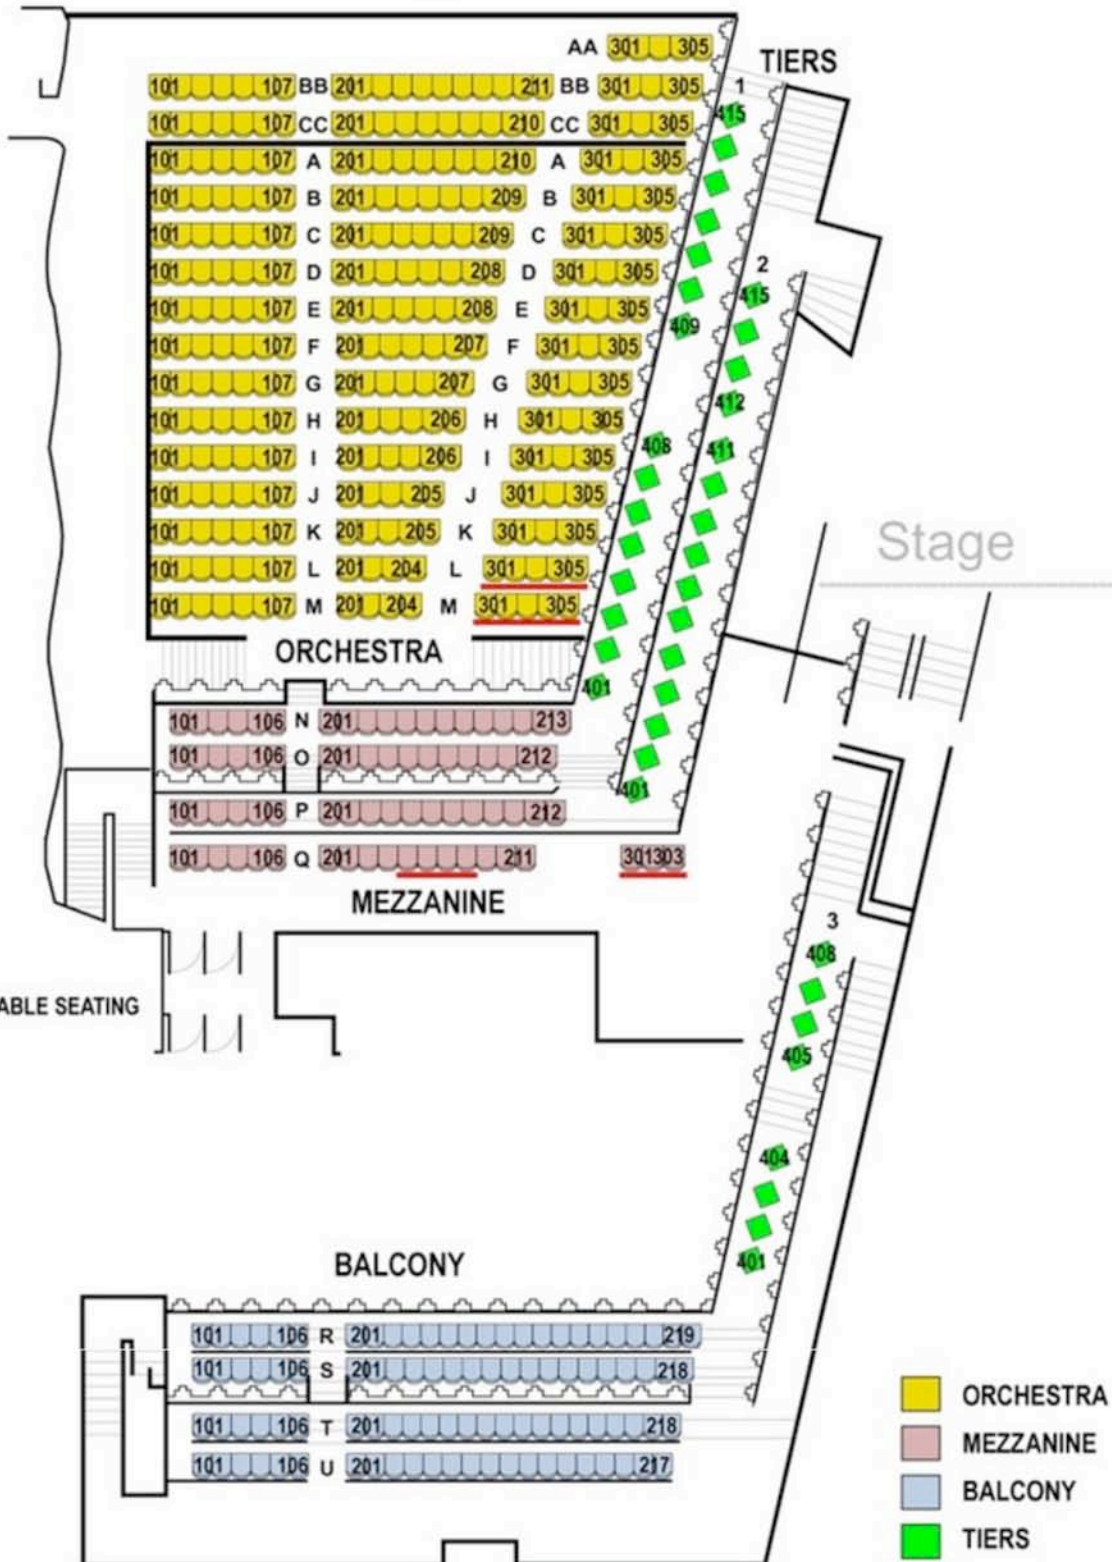 AA 301 305
TIERS
101 107 BB 201 211 BB 301 305
1
101 107 CC 201 210 CC 301 305
415
101 107 A 201 210 A 301 305
101 107 B 201 209 B 301 305
101 107 C 201 209 C 301 305
101 107 D 201 208 D 301 305
2
415
101 107 E 201 208 E 301 305
409
101 107 F 201 207 F 301 305
101 107 G 201 207 G 301 305
412
101 107 H 201 206 H 301 305
408
411
101 107 I 201 206 I 301 305
101 107 J 201 205 J 301 305
101 107 K 201 205 K 301 305
Stage
101 107 L 201 204 L 301 305
101 107 M 201 204 M 301 305
ORCHESTRA
401
101 106 N 201 213
101 106 O 201 212
401
101 106 P 201 212
101 106 Q 201 211 301303
MEZZANINE
3
408
ABLE SEATING
405
404
401
BALCONY
101 106 R 201 219
101 106 S 201 218
101 106 T 201 218
101 106 U 201 217
ORCHESTRA
MEZZANINE
BALCONY
TIERS